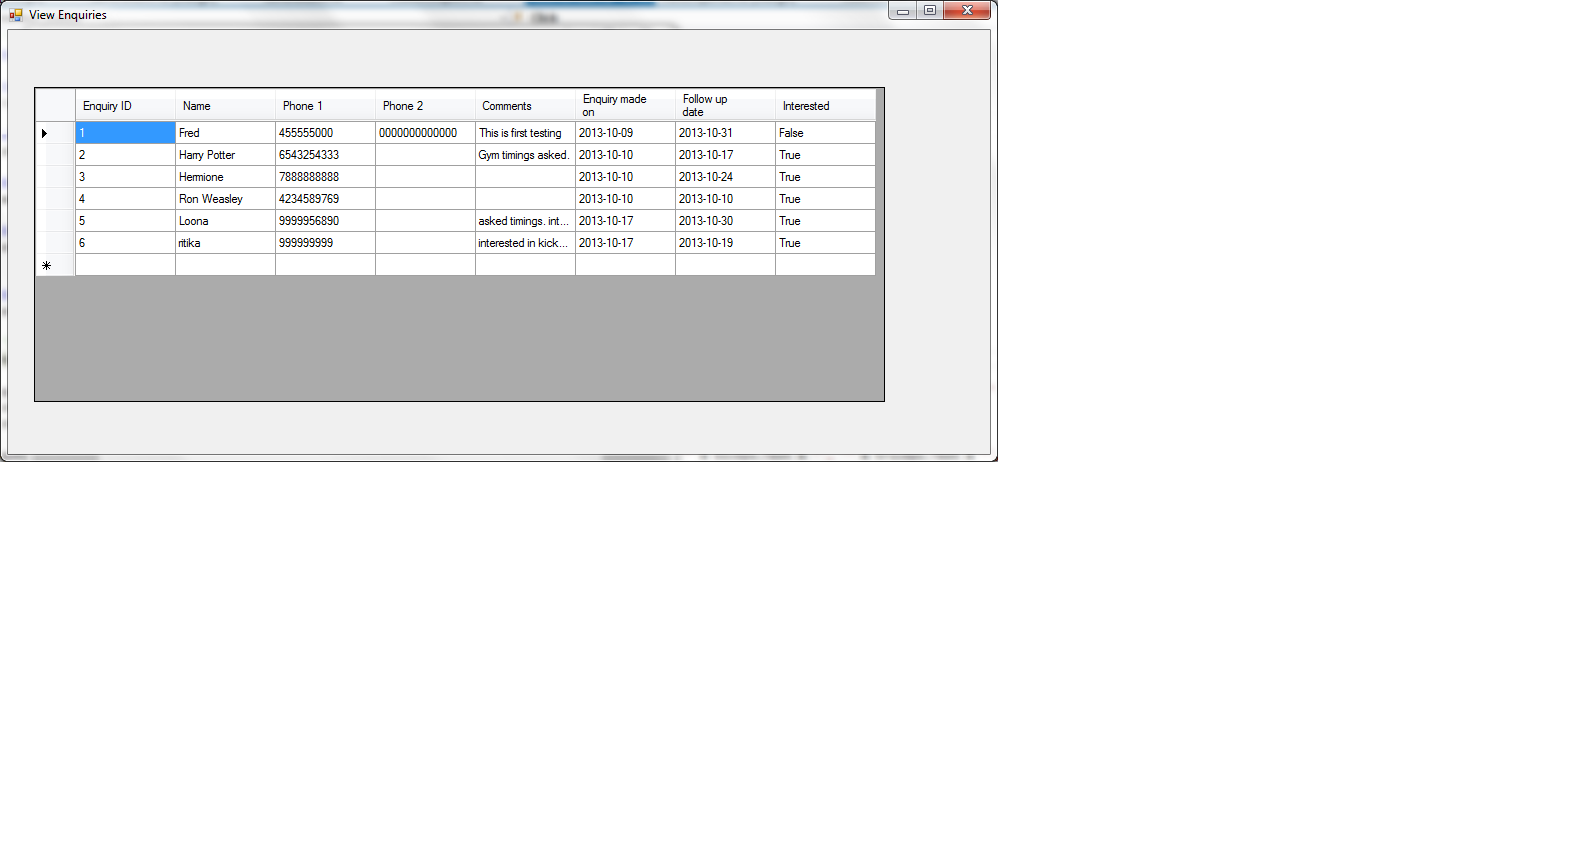 View Enquiries
Enquiry ID Name Phone 1 Phone 2 Comments Enquiry made on Follow up date Interested
1 Fred 455555000 0000000000000 This is first testing 2013-10-09 2013-10-31 False
2 Harry Potter 6543254333 Gym timings asked. 2013-10-10 2013-10-17 True
3 Hermione 7888888888 2013-10-10 2013-10-24 True
4 Ron Weasley 4234589769 2013-10-10 2013-10-10 True
5 Loona 9999956890 asked timings. int... 2013-10-17 2013-10-30 True
6 ritika 999999999 interested in kick... 2013-10-17 2013-10-19 True